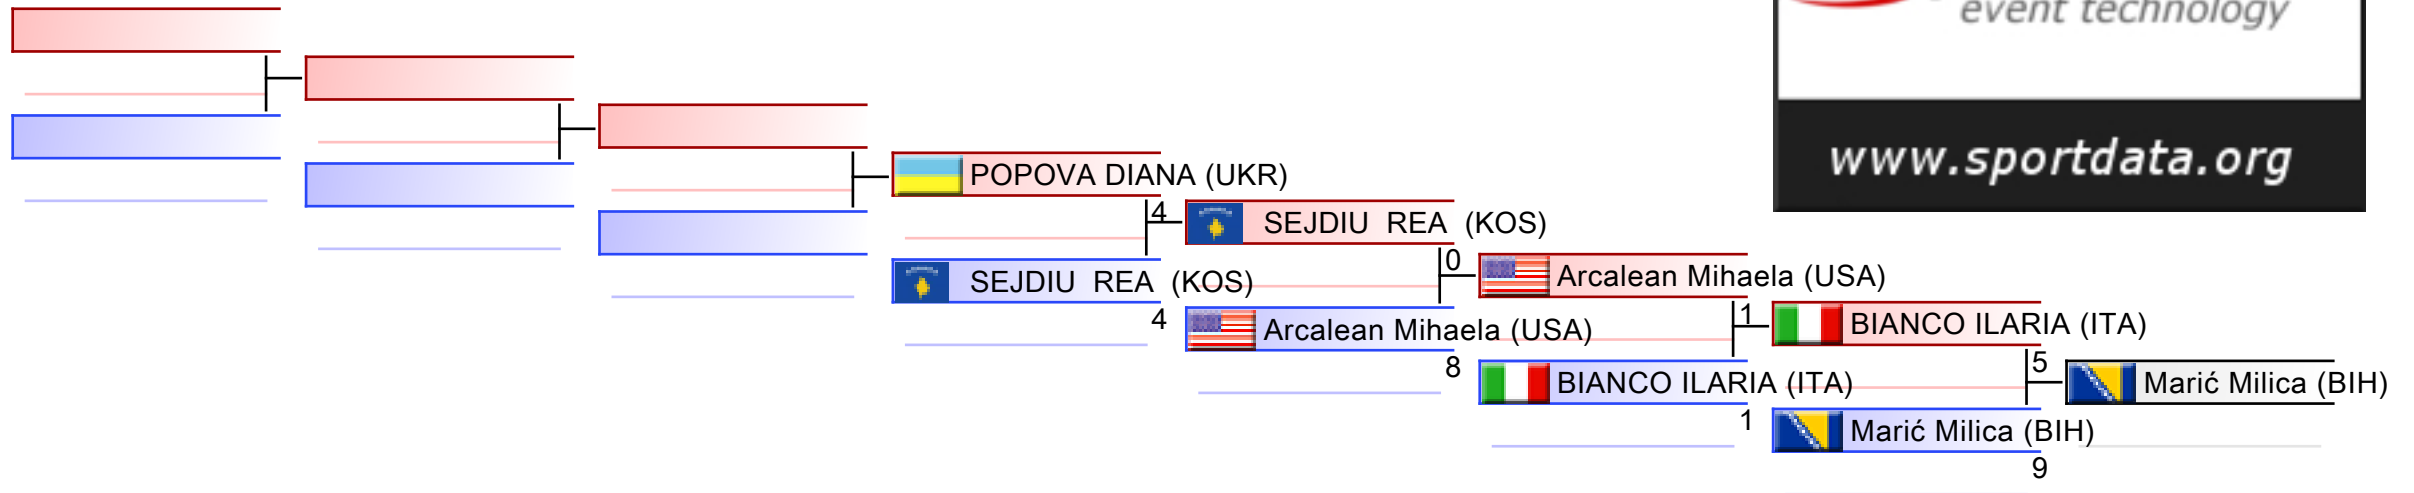 event technology
www.sportdata.org
POPOVA DIANA (UKR)
4
SEJDIU REA (KOS)
SEJDIU REA (KOS)
4
0
Arcalean Mihaela (USA)
Arcalean Mihaela (USA)
8
1
BIANCO ILARIA (ITA)
BIANCO ILARIA (ITA)
1
5
Marić Milica (BIH)
Marić Milica (BIH)
9